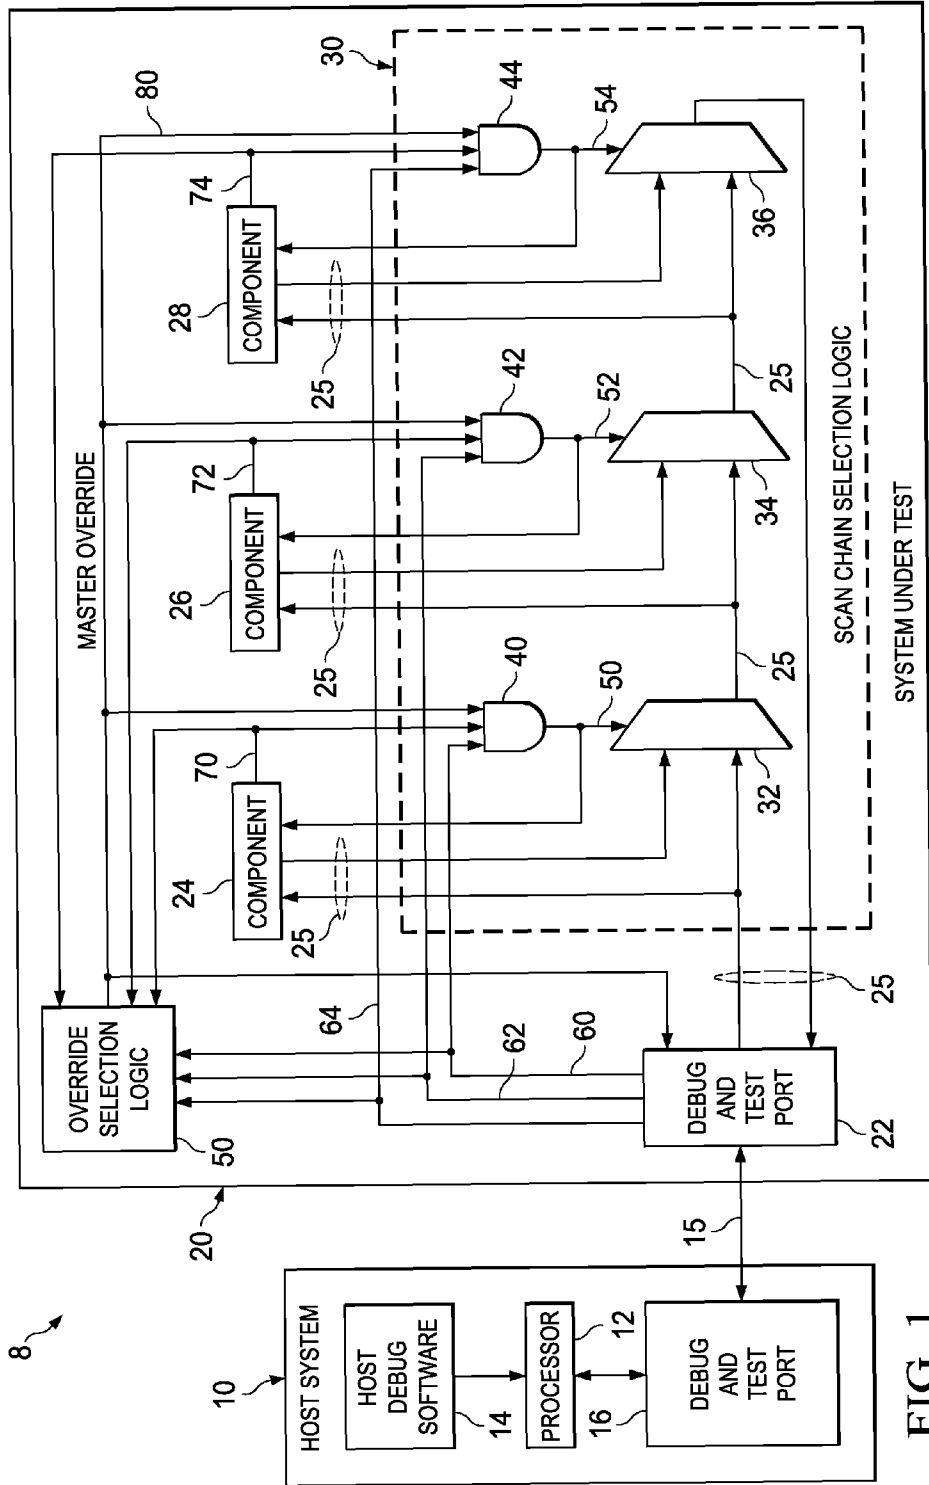 8
10
HOST SYSTEM
HOST
DEBUG
SOFTWARE
14
PROCESSOR
12
16
DEBUG
AND
TEST
PORT
15
20
OVERRIDE
SELECTION
LOGIC
50
DEBUG
AND
TEST
PORT
22
64
62
60
25
MASTER OVERRIDE
80
24
COMPONENT
70
25
26
COMPONENT
72
25
28
COMPONENT
74
25
30
40
50
32
25
42
52
34
25
44
54
36
SCAN CHAIN SELECTION LOGIC
SYSTEM UNDER TEST
FIG. 1